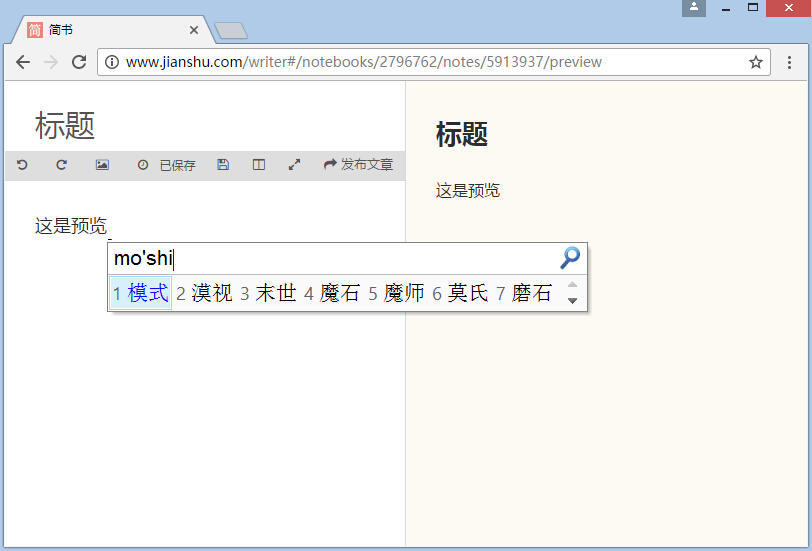 简 简书
www.jianshu.com/writer#/notebooks/2796762/notes/5913937/preview
标题
已保存 发布文章
这是预览
mo'shi
1 模式 2 漠视 3 末世 4 魔石 5 魔师 6 莫氏 7 磨石
标题
这是预览